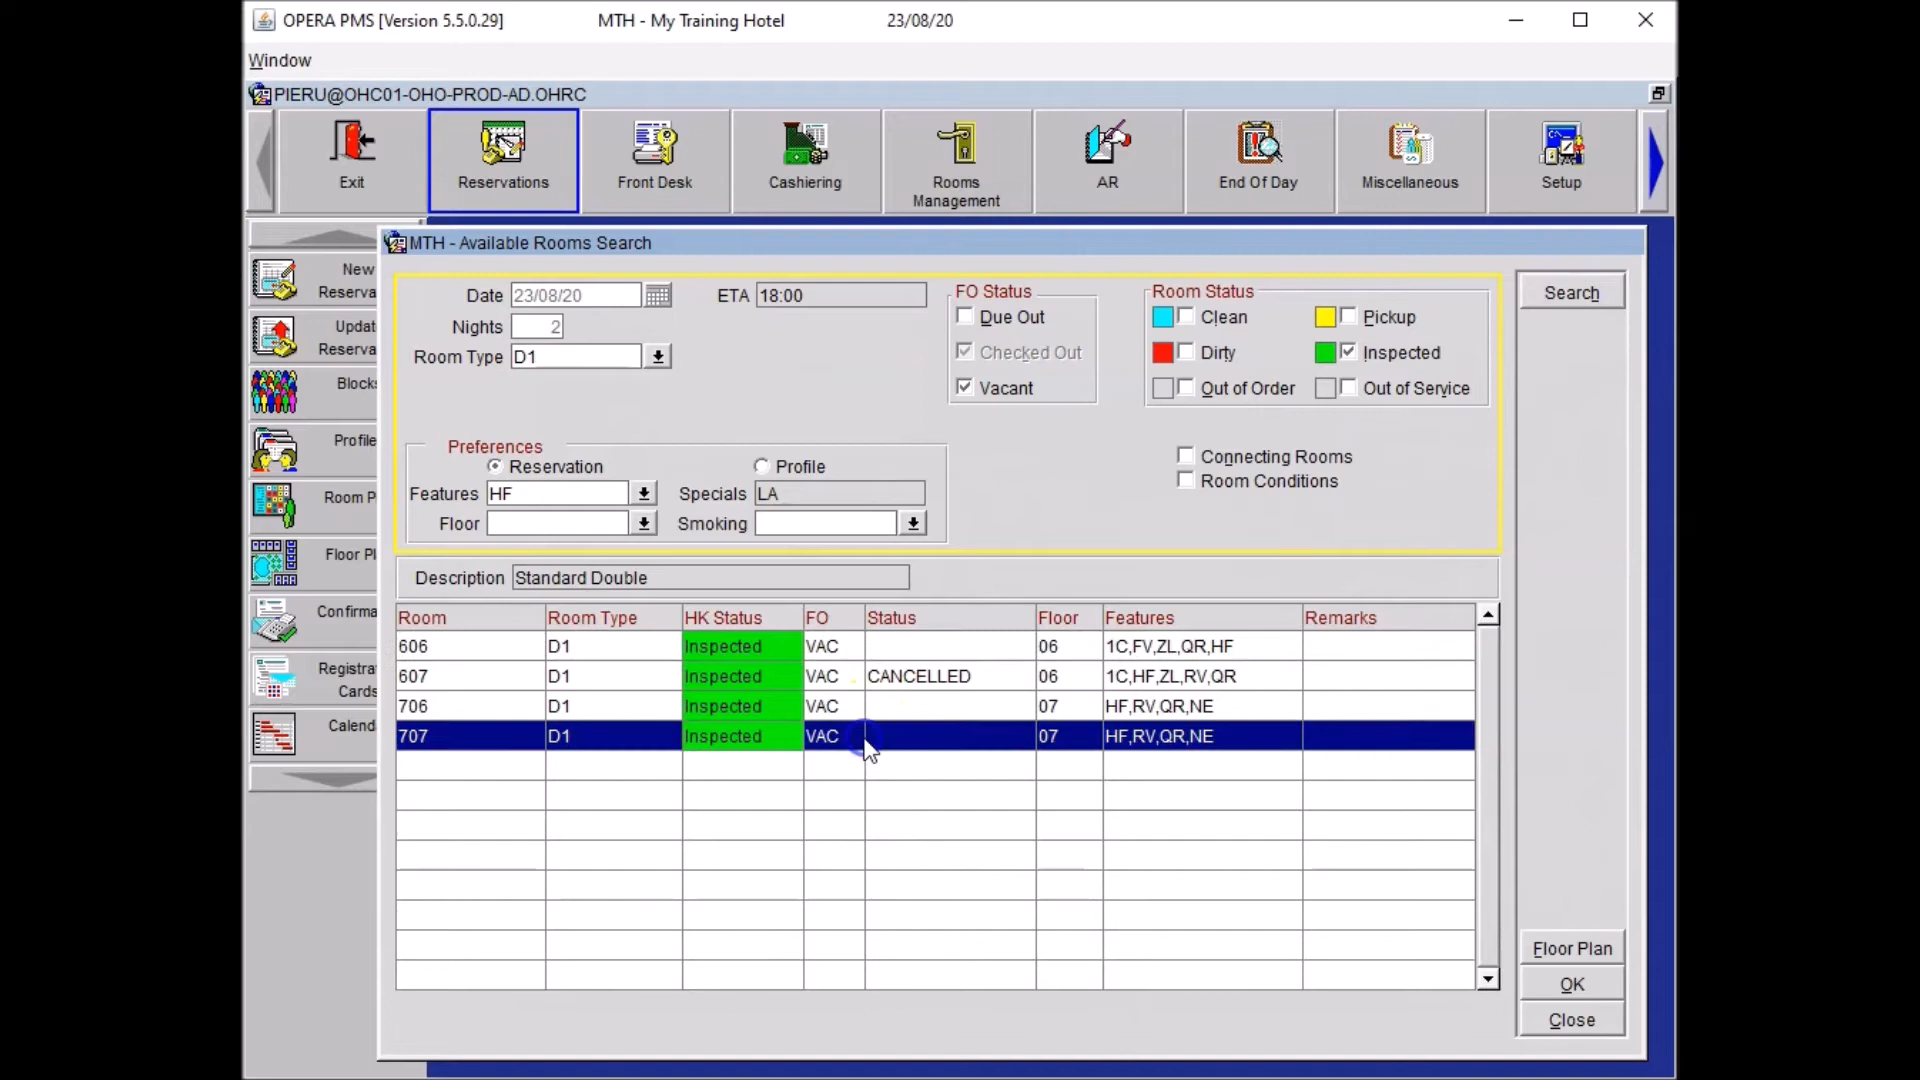 OPERA PMS [Version 5.5.0.29] MTH - My Training Hotel 23/08/20
Window
PIERU@OHC01-OHO-PROD-AD.OHRC
Exit
Reservations
Front Desk
Cashiering
Rooms
Management
AR
End Of Day
Miscellaneous
Setup
New
Reserva
Updat
Reserva
Block
Profile
Room P
Floor Pl
Confirma
Registra
Cards
Calend
MTH - Available Rooms Search
Date 23/08/20 ETA 18:00
Nights 2
Room Type D1
FO Status
Due Out
Checked Out
Vacant
Room Status
Clean Pickup
Dirty Inspected
Out of Order Out of Service
Search
Preferences
Reservation Profile
Features HF Specials LA
Floor Smoking
Connecting Rooms
Room Conditions
Description Standard Double
Room Room Type HK Status FO Status Floor Features Remarks
606 D1 Inspected VAC 06 1C,FV,ZL,QR,HF
607 D1 Inspected VAC CANCELLED 06 1C,HF,ZL,RV,QR
706 D1 Inspected VAC 07 HF,RV,QR,NE
707 D1 Inspected VAC 07 HF,RV,QR,NE
Floor Plan
OK
Close